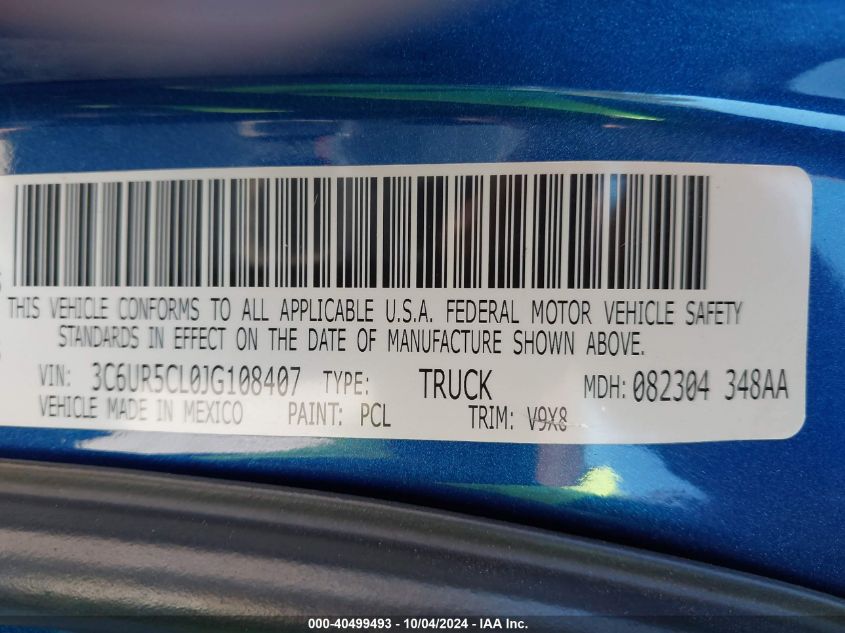 THIS VEHICLE CONFORMS TO ALL APPLICABLE U.S.A. FEDERAL MOTOR VEHICLE SAFETY
STANDARDS IN EFFECT ON THE DATE OF MANUFACTURE SHOWN ABOVE.
VIN: 3C6UR5CL0JG108407 TYPE: TRUCK MDH: 082304 348AA
VEHICLE MADE IN MEXICO PAINT: PCL TRIM: V9X8
000-40499493 - 10/04/2024 - IAA Inc.